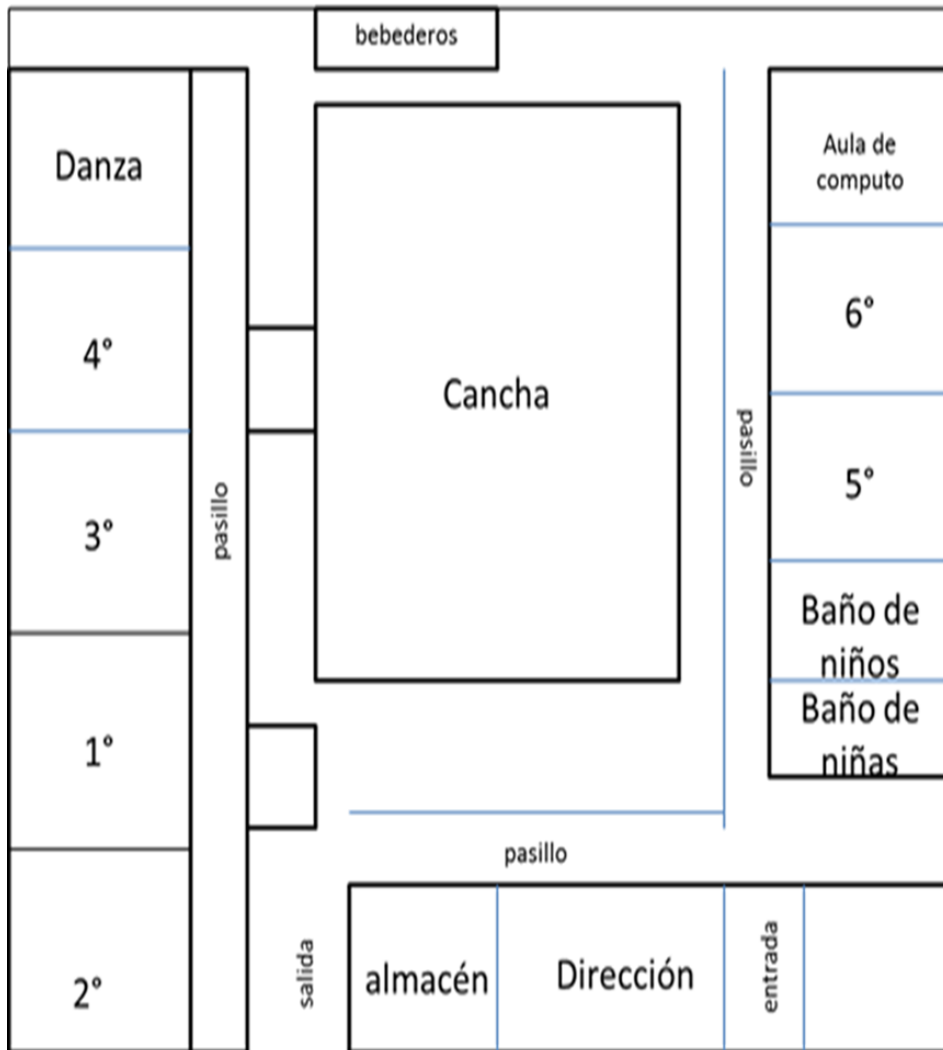 bebederos
Danza
Aula de
computo
4°
6°
Cancha
pasillo
5°
3°
pasillo
Baño de
niños
Baño de
niñas
1°
pasillo
salida
almacén
Dirección
entrada
2°